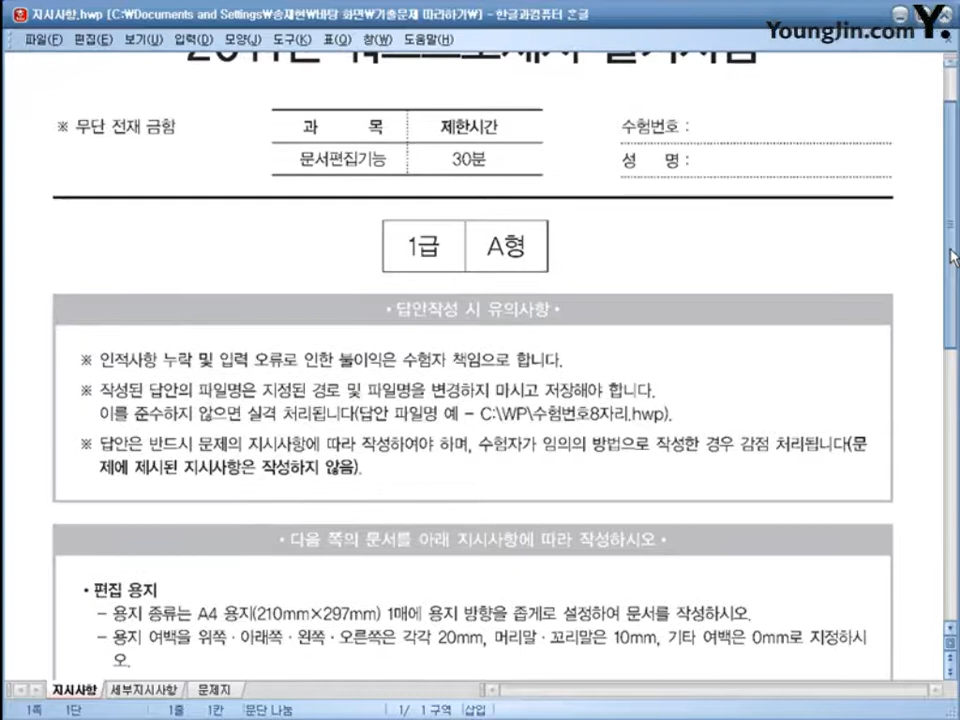 지시사항.hwp [C:\Documents and Settings\송재현\바탕 화면\기출문제 따라하기\] - 한글과컴퓨터 흔글
YoungJin.com Y.
파일(F) 편집(E) 보기(U) 입력(D) 모양(J) 도구(K) 표(Q) 창(W) 도움말(H)
※ 무단 전재 금함
과 목 제한시간
문서편집기능 30분
수험번호 :
성 명 :
1급 A형
• 답안작성 시 유의사항 •
※ 인적사항 누락 및 입력 오류로 인한 불이익은 수험자 책임으로 합니다.
※ 작성된 답안의 파일명은 지정된 경로 및 파일명을 변경하지 마시고 저장해야 합니다.
이를 준수하지 않으면 실격 처리됩니다(답안 파일명 예 – C:\WP\수험번호8자리.hwp).
※ 답안은 반드시 문제의 지시사항에 따라 작성하여야 하며, 수험자가 임의의 방법으로 작성한 경우 감점 처리됩니다(문
제에 제시된 지시사항은 작성하지 않음).
• 다음 쪽의 문서를 아래 지시사항에 따라 작성하시오 •
• 편집 용지
– 용지 종류는 A4 용지(210mm×297mm) 1매에 용지 방향을 좁게로 설정하여 문서를 작성하시오.
– 용지 여백을 위쪽 · 아래쪽 · 왼쪽 · 오른쪽은 각각 20mm, 머리말 · 꼬리말은 10mm, 기타 여백은 0mm로 지정하시
오.
지시사항 세부지시사항 문제지
1쪽 1단 1줄 1칸 문단 나눔 1/ 1 구역 삽입